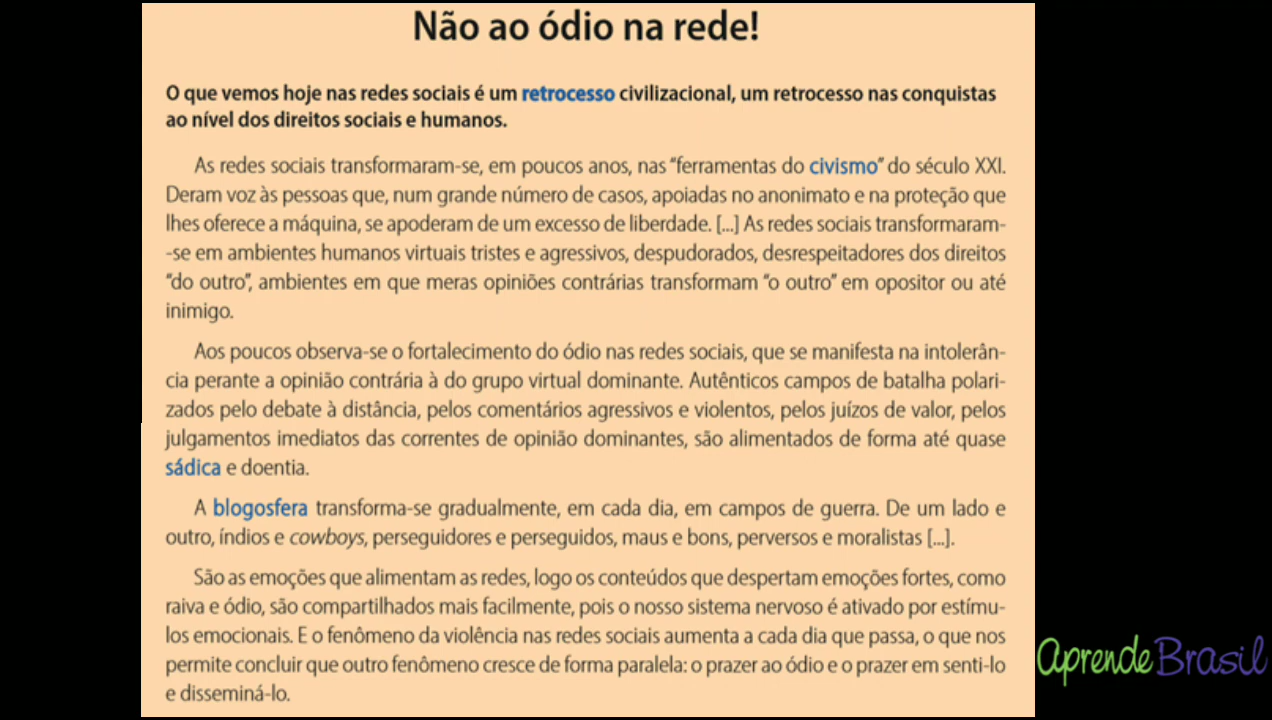 Não ao ódio na rede!
O que vemos hoje nas redes sociais é um retrocesso civilizacional, um retrocesso nas conquistas
ao nível dos direitos sociais e humanos.
As redes sociais transformaram-se, em poucos anos, nas “ferramentas do civismo” do século XXI.
Deram voz às pessoas que, num grande número de casos, apoiadas no anonimato e na proteção que
lhes oferece a máquina, se apoderam de um excesso de liberdade. [...] As redes sociais transformaram-
-se em ambientes humanos virtuais tristes e agressivos, despudorados, desrespeitadores dos direitos
“do outro”, ambientes em que meras opiniões contrárias transformam “o outro” em opositor ou até
inimigo.
Aos poucos observa-se o fortalecimento do ódio nas redes sociais, que se manifesta na intolerân-
cia perante a opinião contrária à do grupo virtual dominante. Autênticos campos de batalha polari-
zados pelo debate à distância, pelos comentários agressivos e violentos, pelos juízos de valor, pelos
julgamentos imediatos das correntes de opinião dominantes, são alimentados de forma até quase
sádica e doentia.
A blogosfera transforma-se gradualmente, em cada dia, em campos de guerra. De um lado e
outro, índios e cowboys, perseguidores e perseguidos, maus e bons, perversos e moralistas [...].
São as emoções que alimentam as redes, logo os conteúdos que despertam emoções fortes, como
raiva e ódio, são compartilhados mais facilmente, pois o nosso sistema nervoso é ativado por estímu-
los emocionais. E o fenômeno da violência nas redes sociais aumenta a cada dia que passa, o que nos
permite concluir que outro fenômeno cresce de forma paralela: o prazer ao ódio e o prazer em senti-lo
e disseminá-lo.
aprende Brasil